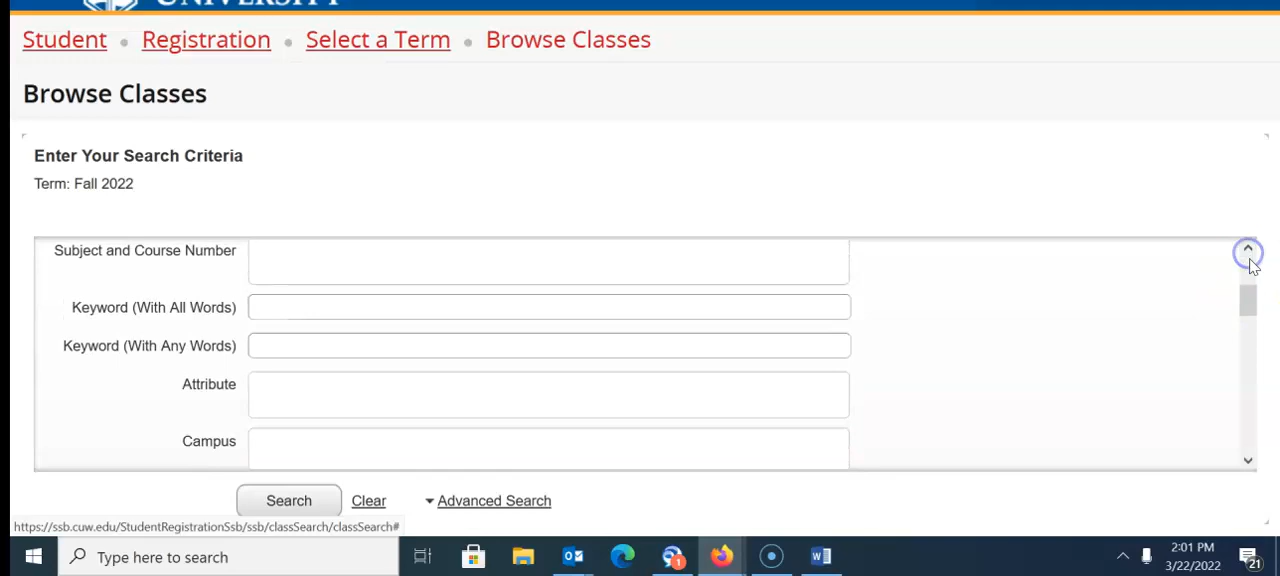 UNIVERSITY
Student • Registration • Select a Term • Browse Classes
Browse Classes
Enter Your Search Criteria
Term: Fall 2022
Subject and Course Number
Keyword (With All Words)
Keyword (With Any Words)
Attribute
Campus
Search Clear Advanced Search
https://ssb.cuw.edu/StudentRegistrationSsb/ssb/classSearch/classSearch#
Type here to search
1
2:01 PM
3/22/2022
21